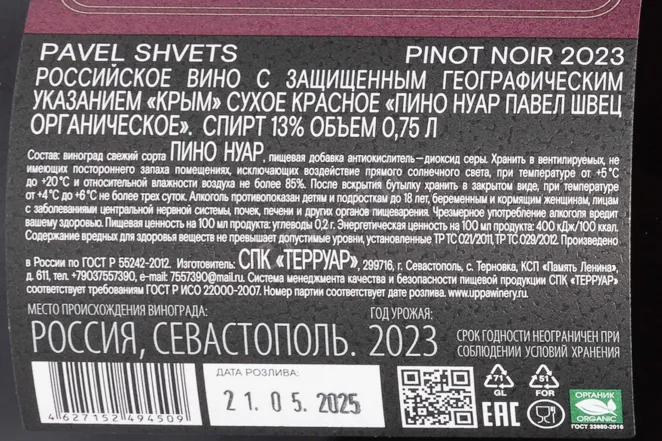 PAVEL SHVETS PINOT NOIR 2023
РОССИЙСКОЕ ВИНО С ЗАЩИЩЕННЫМ ГЕОГРАФИЧЕСКИМ
УКАЗАНИЕМ «КРЫМ» СУХОЕ КРАСНОЕ «ПИНО НУАР ПАВЕЛ ШВЕЦ
ОРГАНИЧЕСКОЕ». СПИРТ 13% ОБЪЕМ 0,75 Л
Состав: виноград свежий сорта ПИНО НУАР, пищевая добавка антиокислитель–диоксид серы. Хранить в вентилируемых, не
имеющих постороннего запаха помещениях, исключающих воздействие прямого солнечного света, при температуре от +5°С
до +20°С и относительной влажности воздуха не более 85%. После вскрытия бутылку хранить в закрытом виде, при температуре
от +4°С до +6°С не более трех суток. Алкоголь противопоказан детям и подросткам до 18 лет, беременным и кормящим женщинам, лицам
с заболеваниями центральной нервной системы, почек, печени и других органов пищеварения. Чрезмерное употребление алкоголя вредит
вашему здоровью. Пищевая ценность на 100 мл продукта: углеводы 0,2 г. Энергетическая ценность на 100 мл продукта: 400 кДж/100 ккал.
Содержание вредных для здоровья веществ не превышает допустимые уровни, установленные ТР ТС 021/2011, ТР ТС 029/2012. Произведено
в России по ГОСТ Р 55242-2012. Изготовитель: СПК «ТЕРРУАР», 299716, г. Севастополь, с. Терновка, КСП «Память Ленина»,
д. 611, тел. +79037557390, e-mail: 7557390@mail.ru. Система менеджмента качества и безопасности пищевой продукции СПК «ТЕРРУАР»
соответствует требованиям ГОСТ Р ИСО 22000-2007. Номер партии соответствует дате розлива. www.uppawinery.ru.
МЕСТО ПРОИСХОЖДЕНИЯ ВИНОГРАДА: ГОД УРОЖАЯ:
РОССИЯ, СЕВАСТОПОЛЬ. 2023
СРОК ГОДНОСТИ НЕОГРАНИЧЕН ПРИ
СОБЛЮДЕНИИ УСЛОВИЙ ХРАНЕНИЯ
4 627152 494509
ДАТА РОЗЛИВА:
21.05.2025
EAC
71
GL
51
FOR
ОРГАНИК
ГОСТ 33980-2016